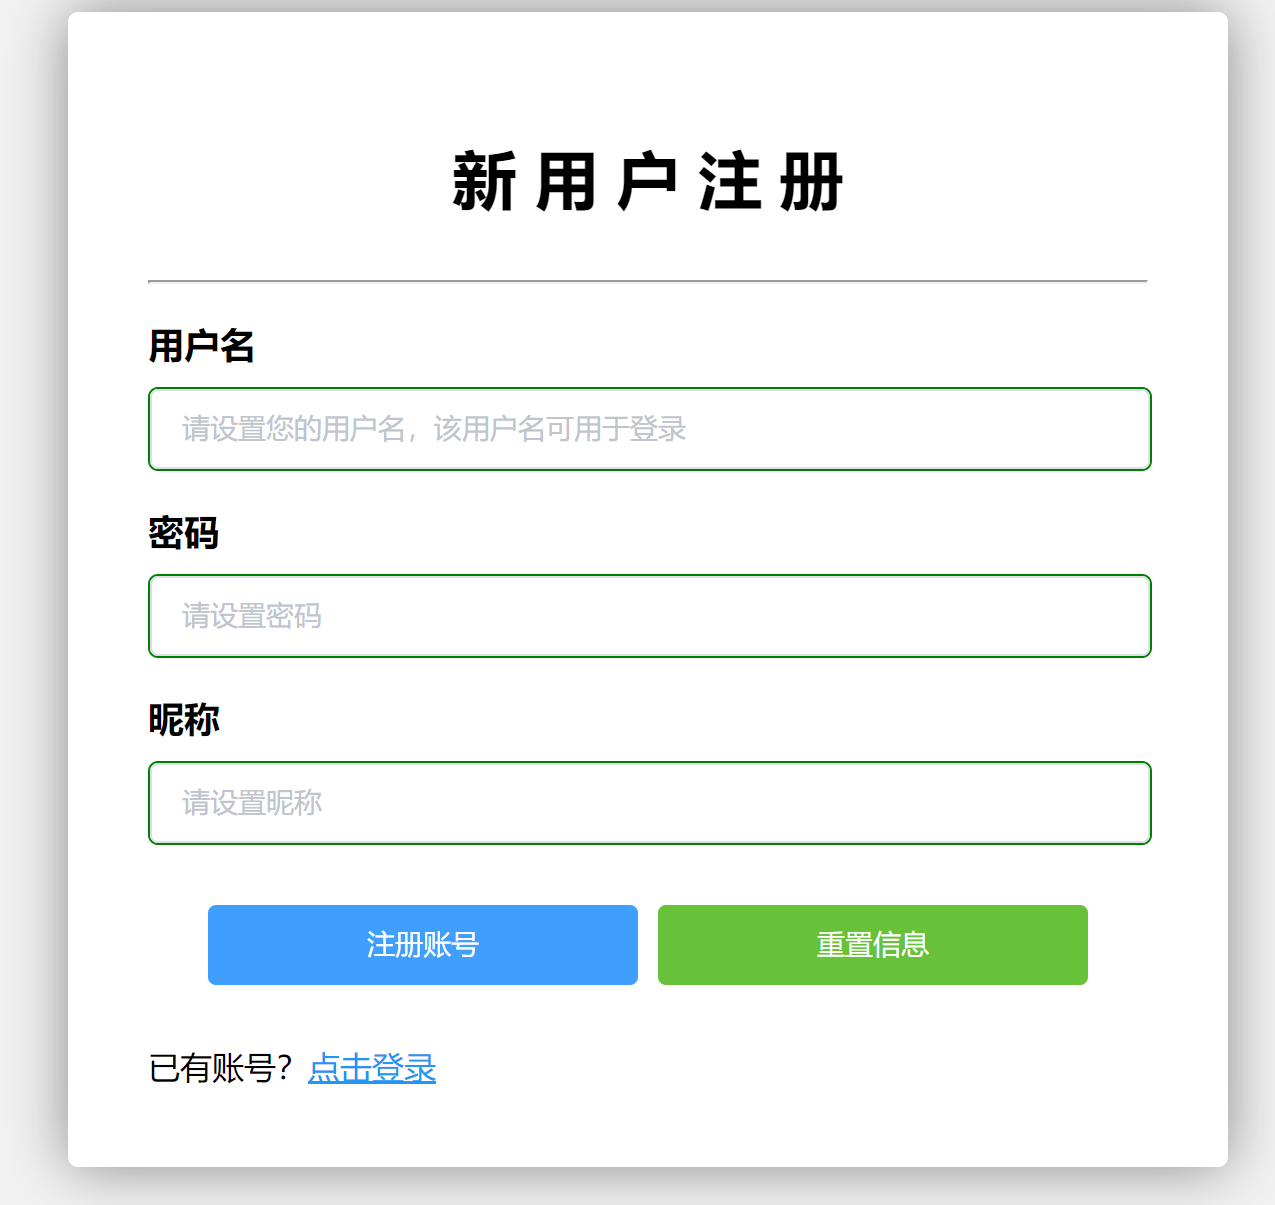 新用户注册
用户名
请设置您的用户名，该用户名可用于登录
密码
请设置密码
昵称
请设置昵称
注册账号 重置信息
已有账号？点击登录